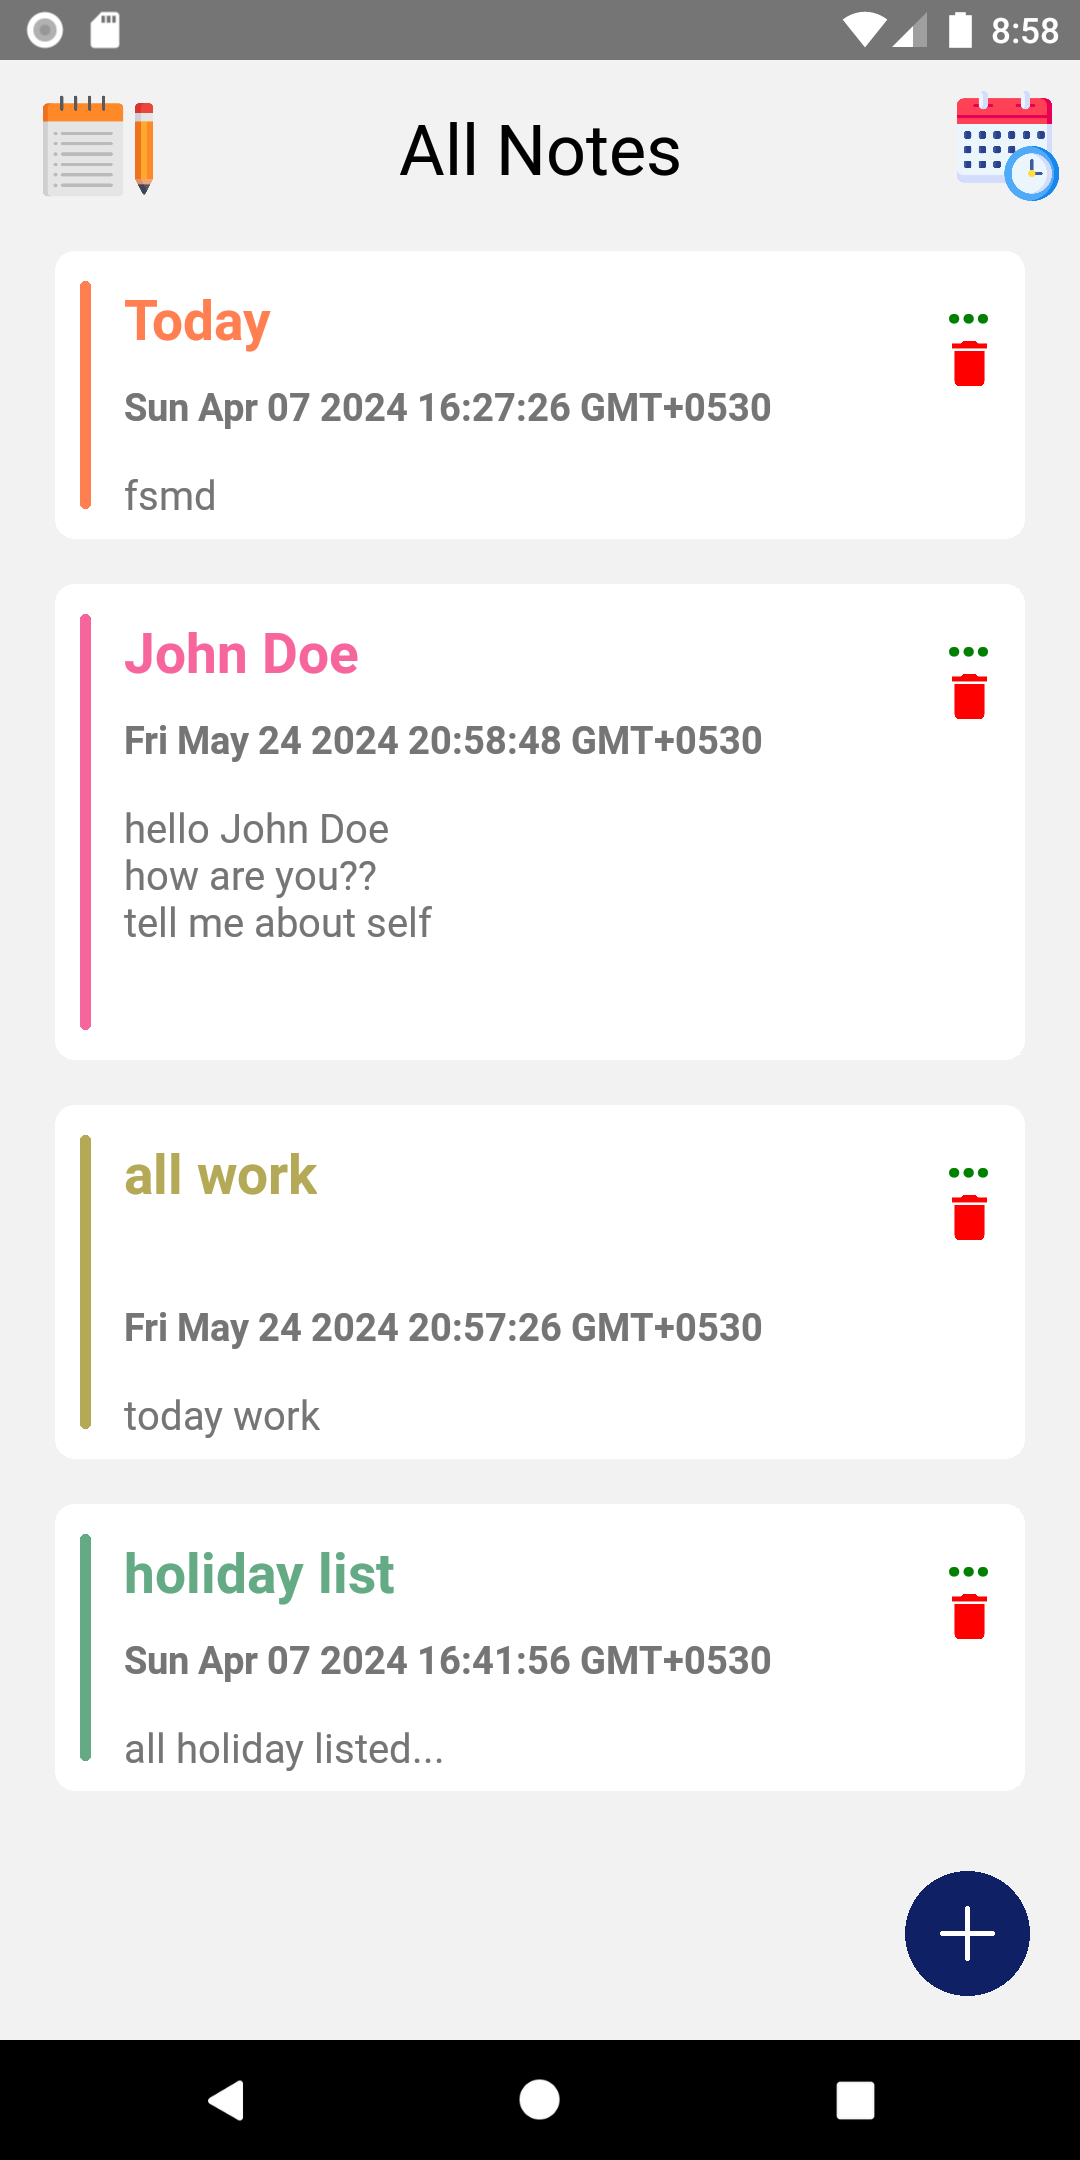 8:58
All Notes
Today
Sun Apr 07 2024 16:27:26 GMT+0530
fsmd
John Doe
Fri May 24 2024 20:58:48 GMT+0530
hello John Doe
how are you??
tell me about self
all work
Fri May 24 2024 20:57:26 GMT+0530
today work
holiday list
Sun Apr 07 2024 16:41:56 GMT+0530
all holiday listed...